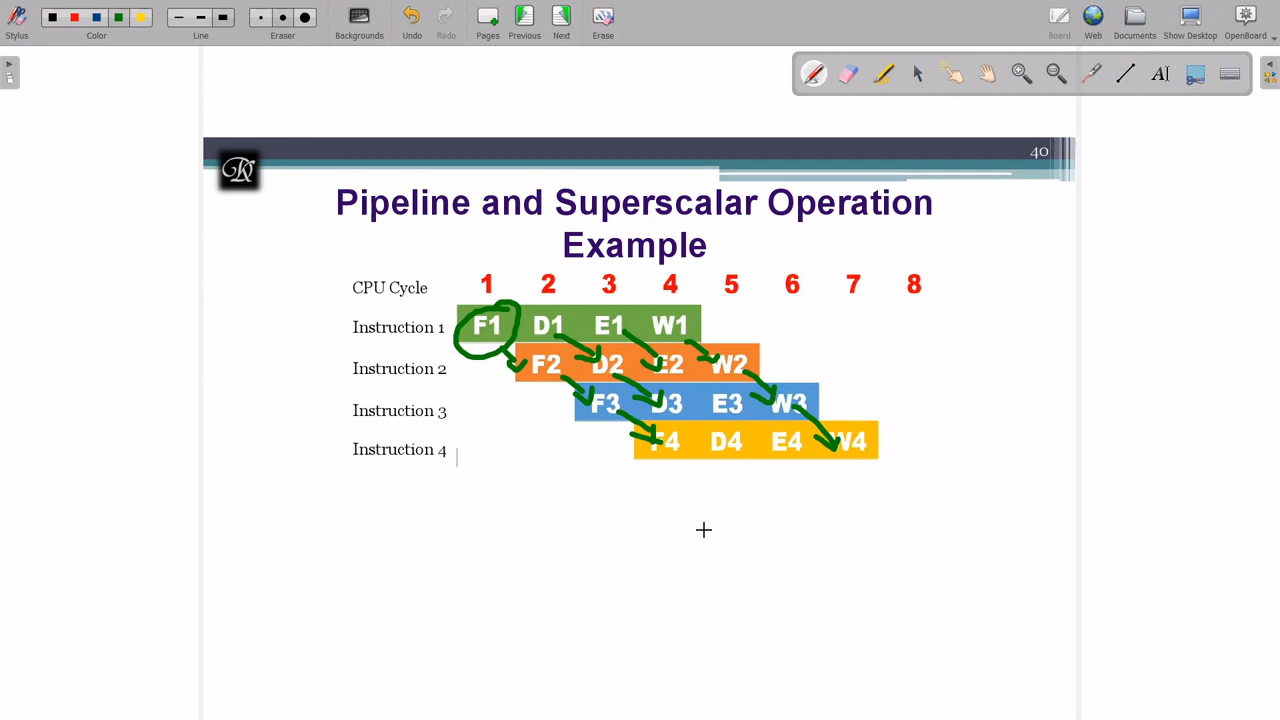 Stylus Color Line Eraser Backgrounds Undo Redo Pages Previous Next Erase Board Web Documents Show Desktop OpenBoard
40
Pipeline and Superscalar Operation
Example
CPU Cycle 1 2 3 4 5 6 7 8
Instruction 1 F1 D1 E1 W1
Instruction 2 F2 D2 E2 W2
Instruction 3 F3 D3 E3 W3
Instruction 4 F4 D4 E4 W4